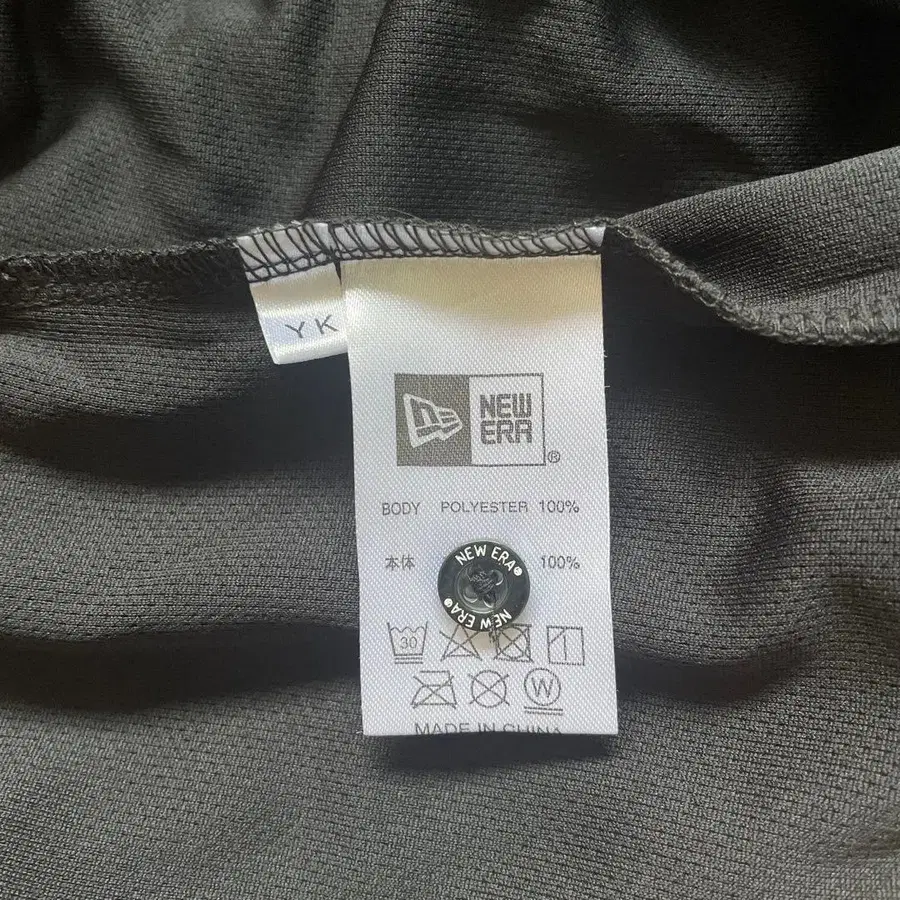 YK
NEW
ERA
®
BODY POLYESTER 100%
本体 100%
NEW ERA®
NEW ERA®
30
W
MADE IN CHINA